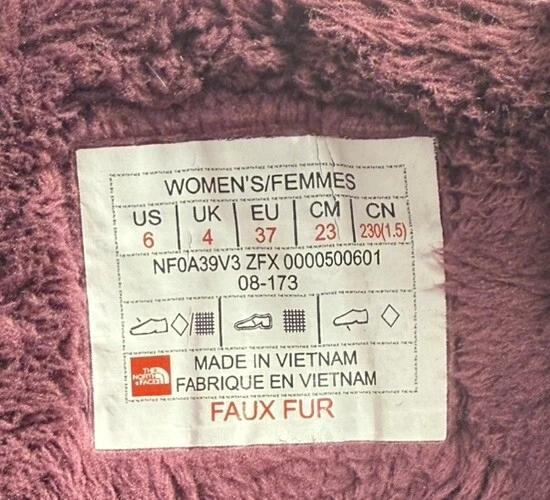 WOMEN'S/FEMMES
US UK EU CM CN
6 4 37 23 230(1.5)
NF0A39V3 ZFX 0000500601
08-173
THE NORTH FACE
MADE IN VIETNAM
FABRIQUE EN VIETNAM
FAUX FUR